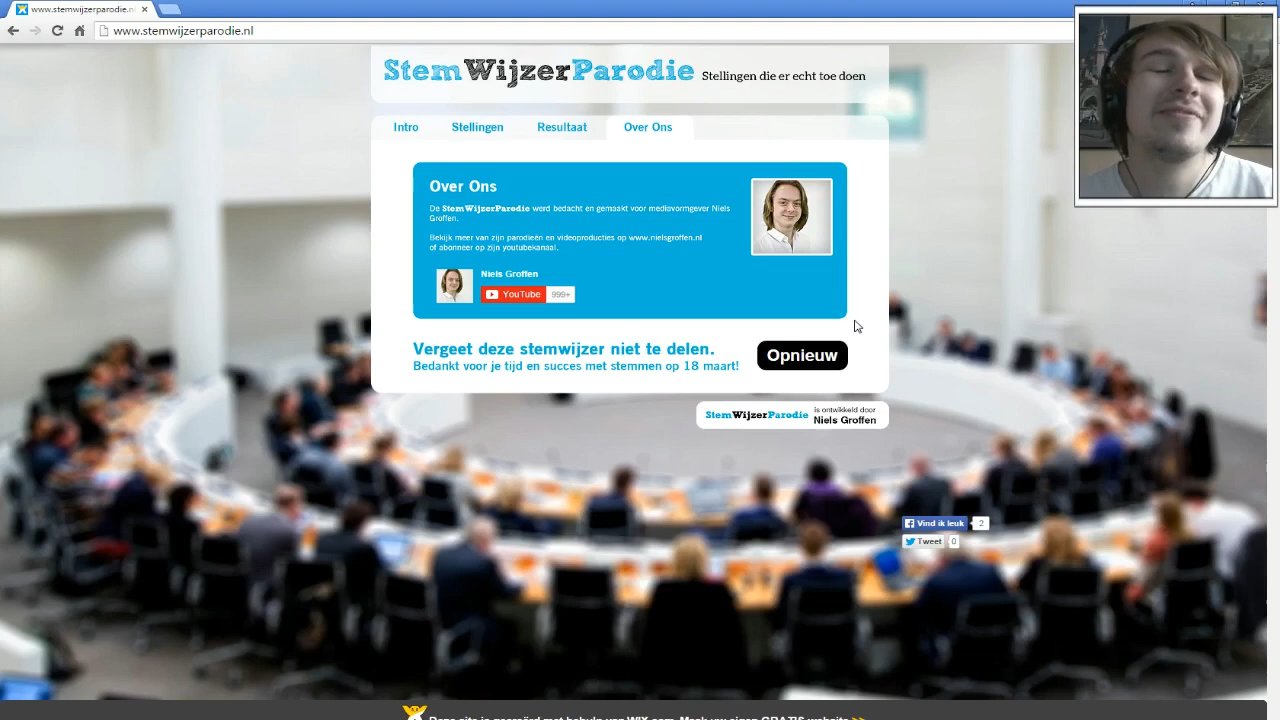 www.stemwijzerparodie.nl
www.stemwijzerparodie.nl
StemWijzerParodie Stellingen die er echt toe doen
Intro Stellingen Resultaat Over Ons
Over Ons
De StemWijzerParodie werd bedacht en gemaakt voor mediavormgever Niels
Groffen.
Bekijk meer van zijn parodieën en videoproducties op www.nielsgroffen.nl
of abonneer op zijn youtubekanaal.
Niels Groffen
YouTube 999+
Vergeet deze stemwijzer niet te delen.
Bedankt voor je tijd en succes met stemmen op 18 maart!
Opnieuw
StemWijzerParodie
is ontwikkeld door
Niels Groffen
Vind ik leuk 2
Tweet 0